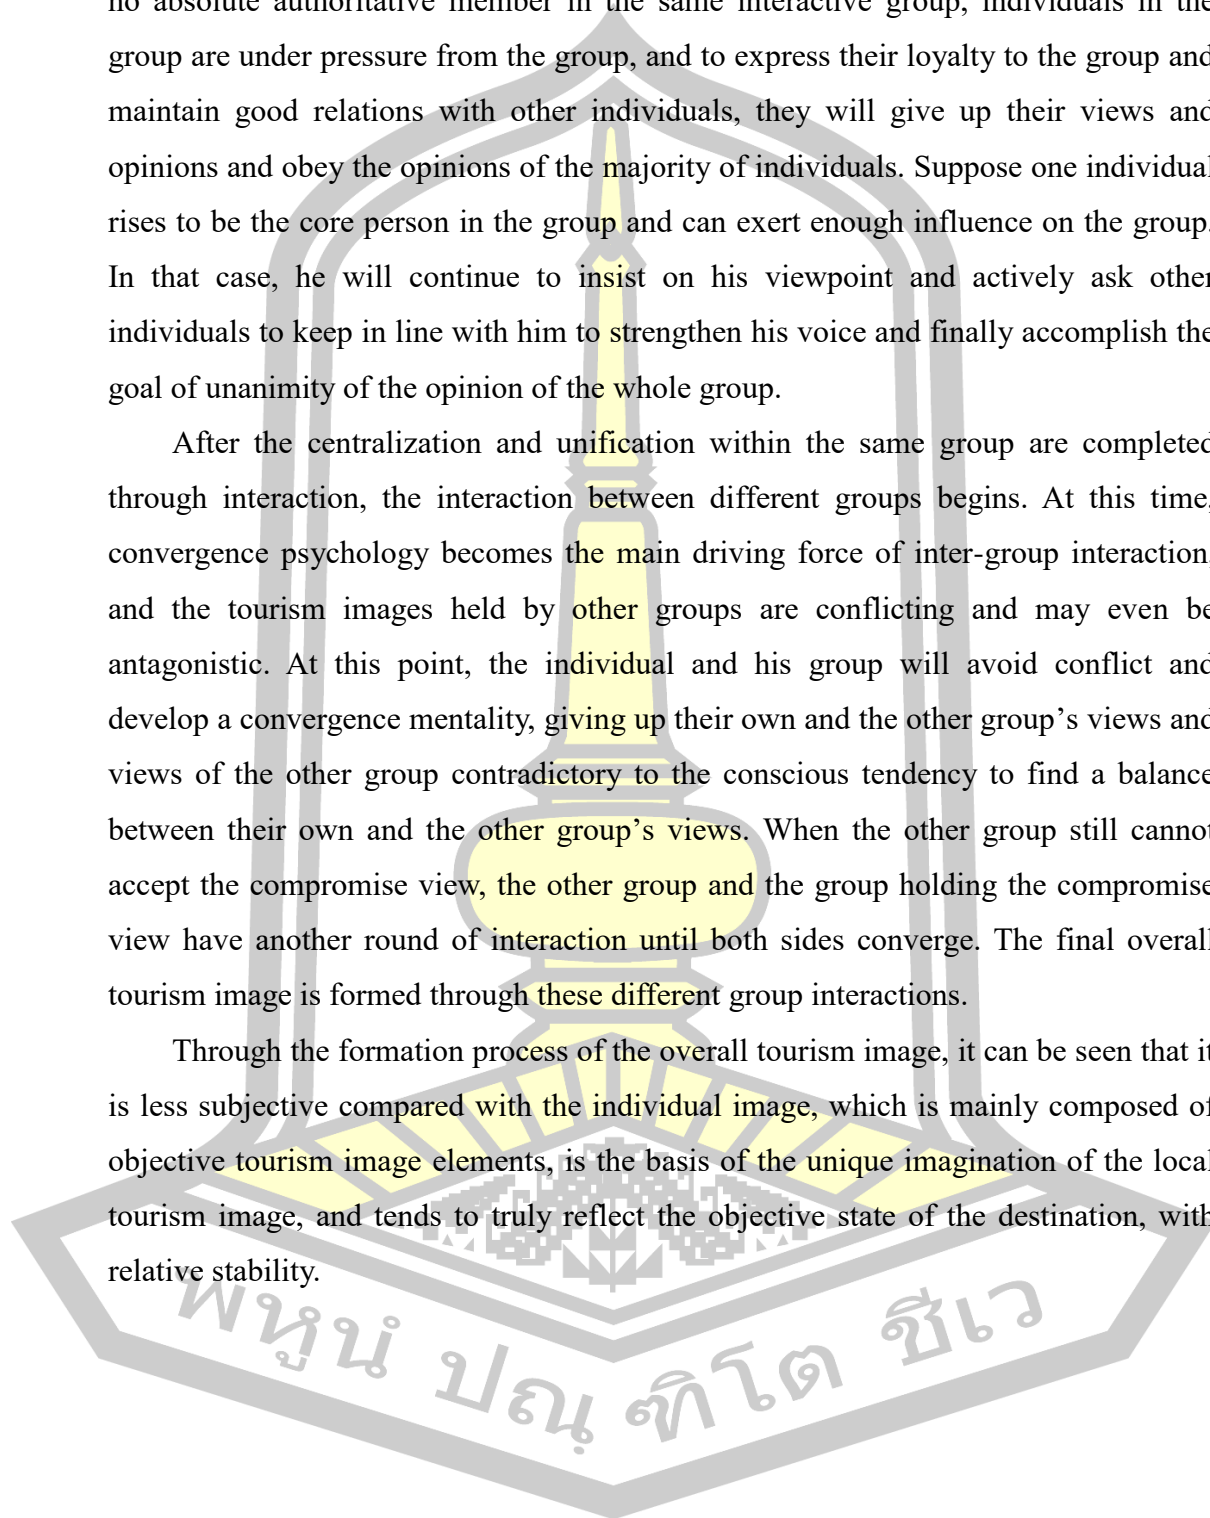 no absolute authoritative member in the same interactive group, individuals in the
group are under pressure from the group, and to express their loyalty to the group and
maintain good relations with other individuals, they will give up their views and
opinions and obey the opinions of the majority of individuals. Suppose one individual
rises to be the core person in the group and can exert enough influence on the group.
In that case, he will continue to insist on his viewpoint and actively ask other
individuals to keep in line with him to strengthen his voice and finally accomplish the
goal of unanimity of the opinion of the whole group.
After the centralization and unification within the same group are completed
through interaction, the interaction between different groups begins. At this time,
convergence psychology becomes the main driving force of inter-group interaction,
and the tourism images held by other groups are conflicting and may even be
antagonistic. At this point, the individual and his group will avoid conflict and
develop a convergence mentality, giving up their own and the other group’s views and
views of the other group contradictory to the conscious tendency to find a balance
between their own and the other group’s views. When the other group still cannot
accept the compromise view, the other group and the group holding the compromise
view have another round of interaction until both sides converge. The final overall
tourism image is formed through these different group interactions.
Through the formation process of the overall tourism image, it can be seen that it
is less subjective compared with the individual image, which is mainly composed of
objective tourism image elements, is the basis of the unique imagination of the local
tourism image, and tends to truly reflect the objective state of the destination, with
relative stability.
พหูนํ ปณฺฑิโต ชีเว